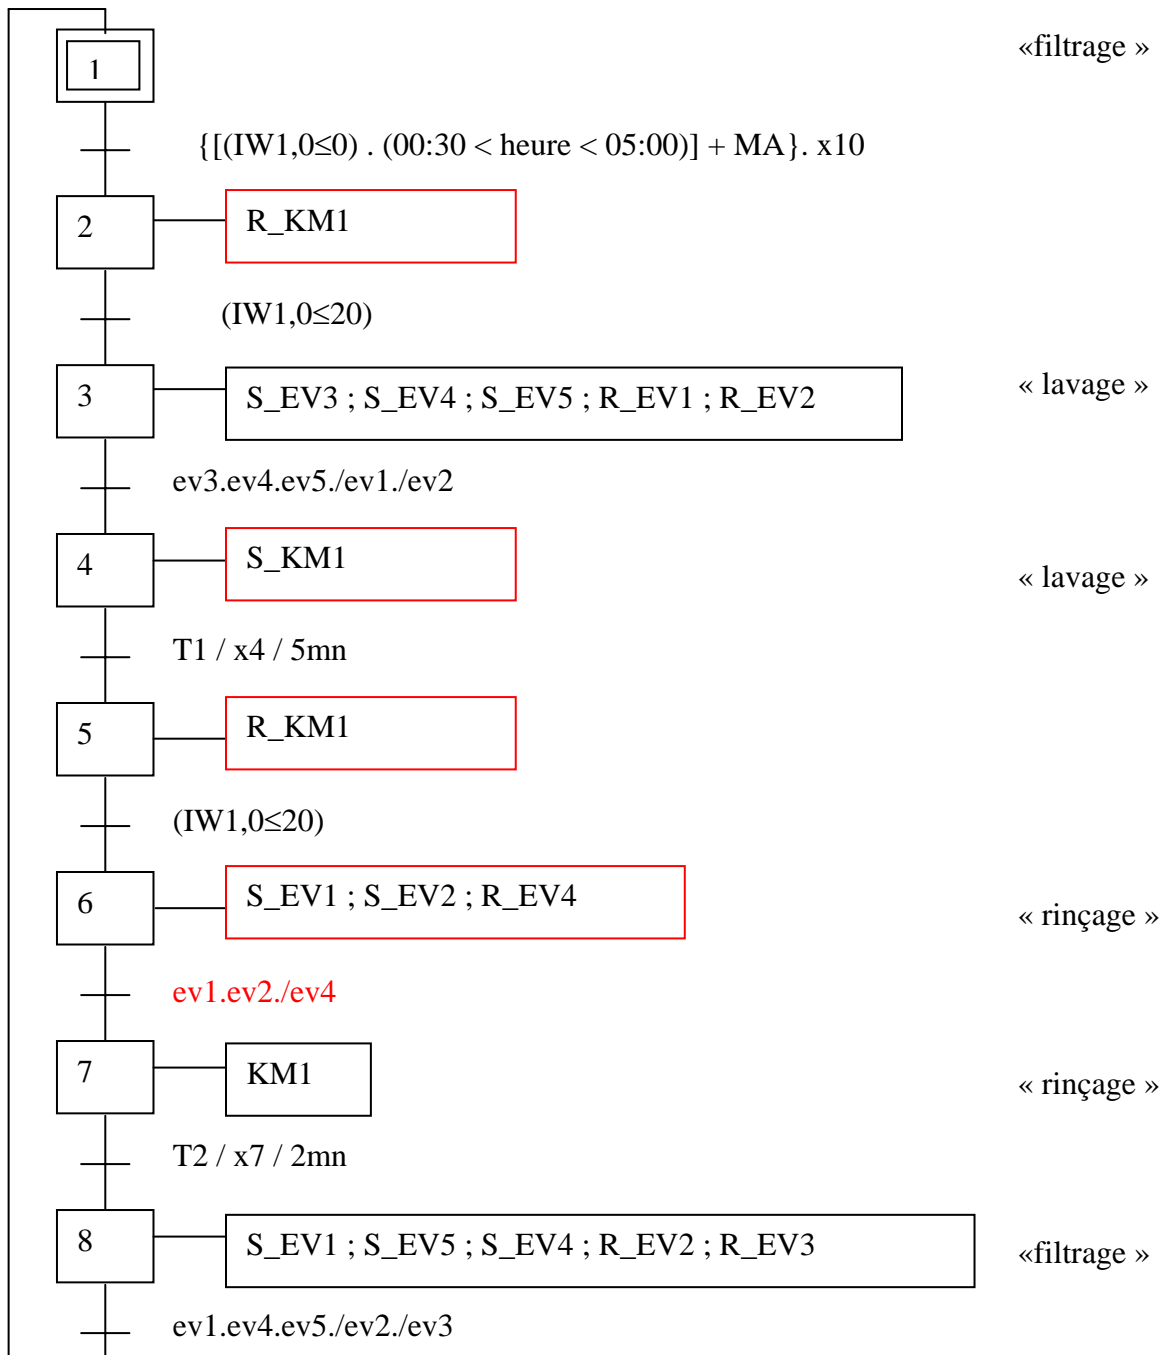 «filtrage »
1
{[(IW1,0≤0) . (00:30 < heure < 05:00)] + MA}. x10
2
R_KM1
(IW1,0≤20)
3
S_EV3 ; S_EV4 ; S_EV5 ; R_EV1 ; R_EV2
« lavage »
ev3.ev4.ev5./ev1./ev2
4
S_KM1
« lavage »
T1 / x4 / 5mn
5
R_KM1
(IW1,0≤20)
6
S_EV1 ; S_EV2 ; R_EV4
« rinçage »
ev1.ev2./ev4
7
KM1
« rinçage »
T2 / x7 / 2mn
8
S_EV1 ; S_EV5 ; S_EV4 ; R_EV2 ; R_EV3
«filtrage »
ev1.ev4.ev5./ev2./ev3